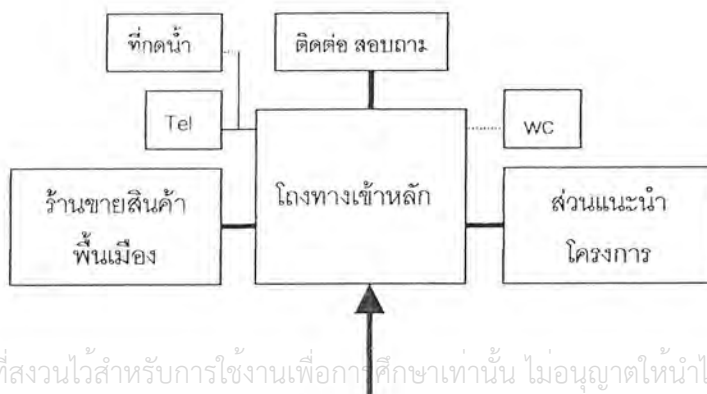 ที่กดน้ำ
ติดต่อ สอบถาม
Tel
WC
ร้านขายสินค้า
พื้นเมือง
โถงทางเข้าหลัก
ส่วนแนะนำ
โครงการ
ที่สงวนไว้สำหรับการใช้งานเพื่อการศึกษาเท่านั้น ไม่อนุญาตให้นำไ